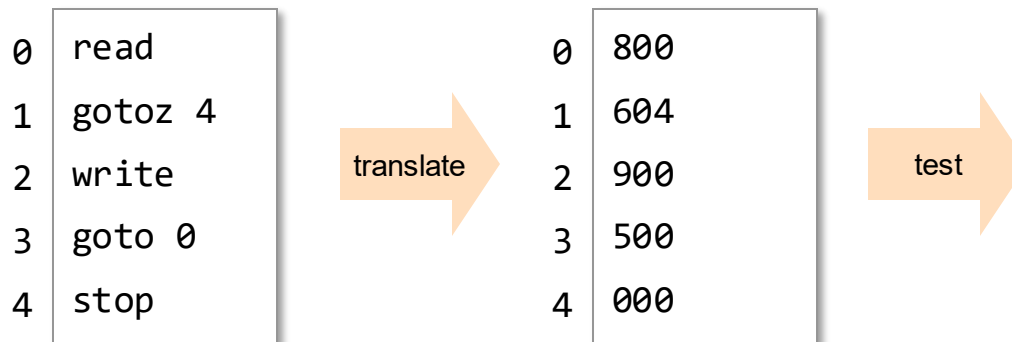 0 read
1 gotoz 4
2 write
3 goto 0
4 stop
translate
0 800
1 604
2 900
3 500
4 000
test